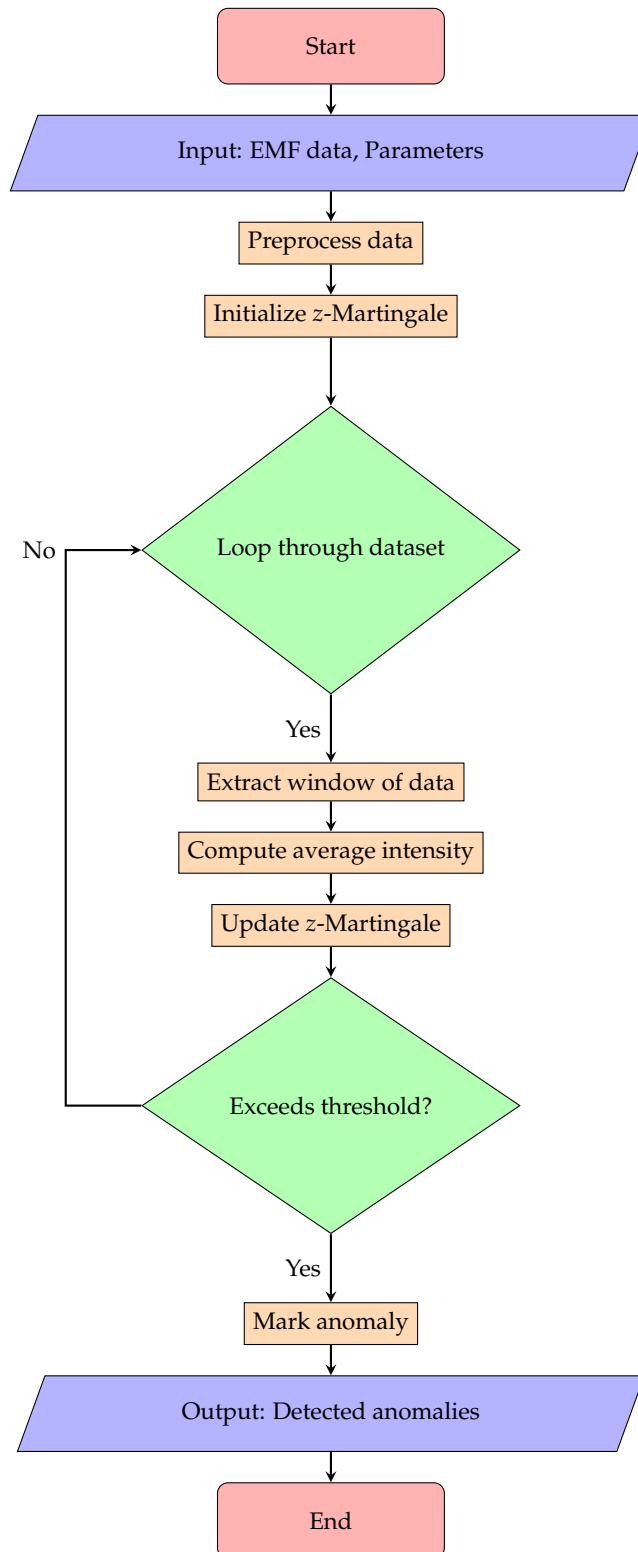 Start
Input: EMF data, Parameters
Preprocess data
Initialize z-Martingale
No
Loop through dataset
Yes
Extract window of data
Compute average intensity
Update z-Martingale
Exceeds threshold?
Yes
Mark anomaly
Output: Detected anomalies
End